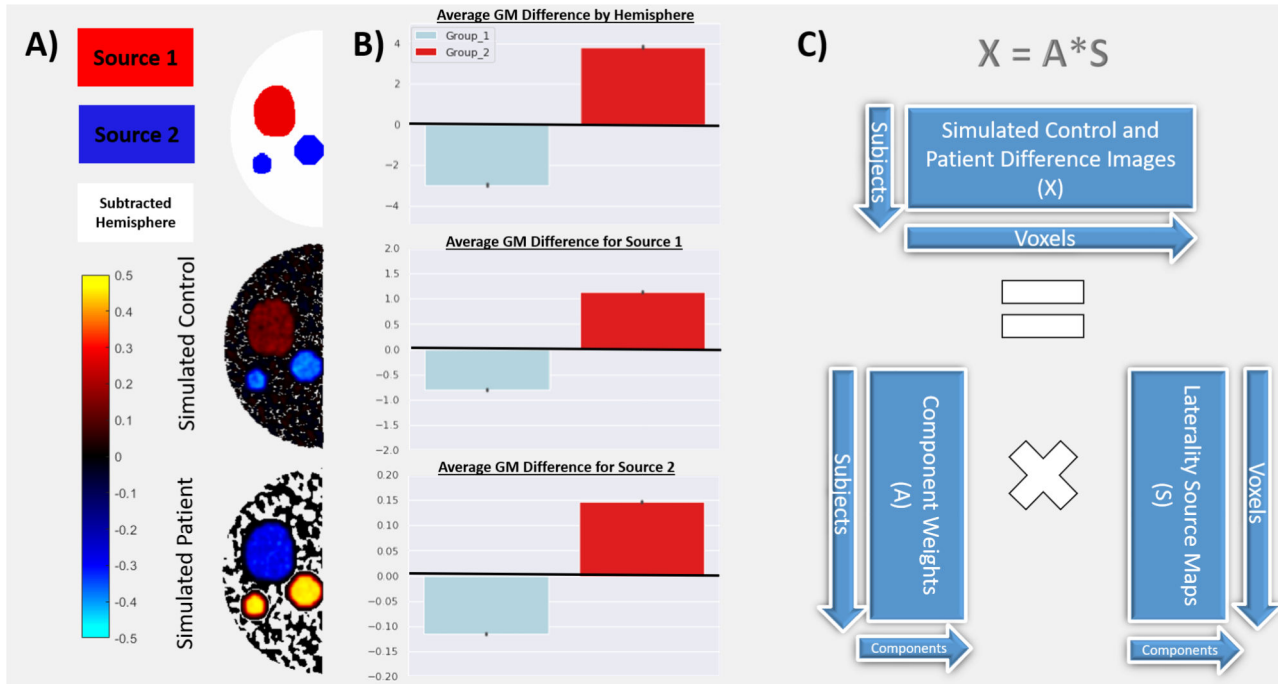 A)
Source 1
Source 2
Subtracted
Hemisphere
0.5
0.4
0.3
0.2
0.1
0
-0.1
-0.2
-0.3
-0.4
-0.5
Simulated Control
Simulated Patient
B)
Average GM Difference by Hemisphere
Group_1
Group_2
4
2
0
−2
−4
Average GM Difference for Source 1
2.0
1.5
1.0
0.5
0.0
−0.5
−1.0
−1.5
−2.0
Average GM Difference for Source 2
0.20
0.15
0.10
0.05
0.00
−0.05
−0.10
−0.15
−0.20
C)
X = A*S
Subjects
Simulated Control and
Patient Difference Images
(X)
Voxels
Subjects
Component Weights
(A)
Components
Laterality Source Maps
(S)
Voxels
Components